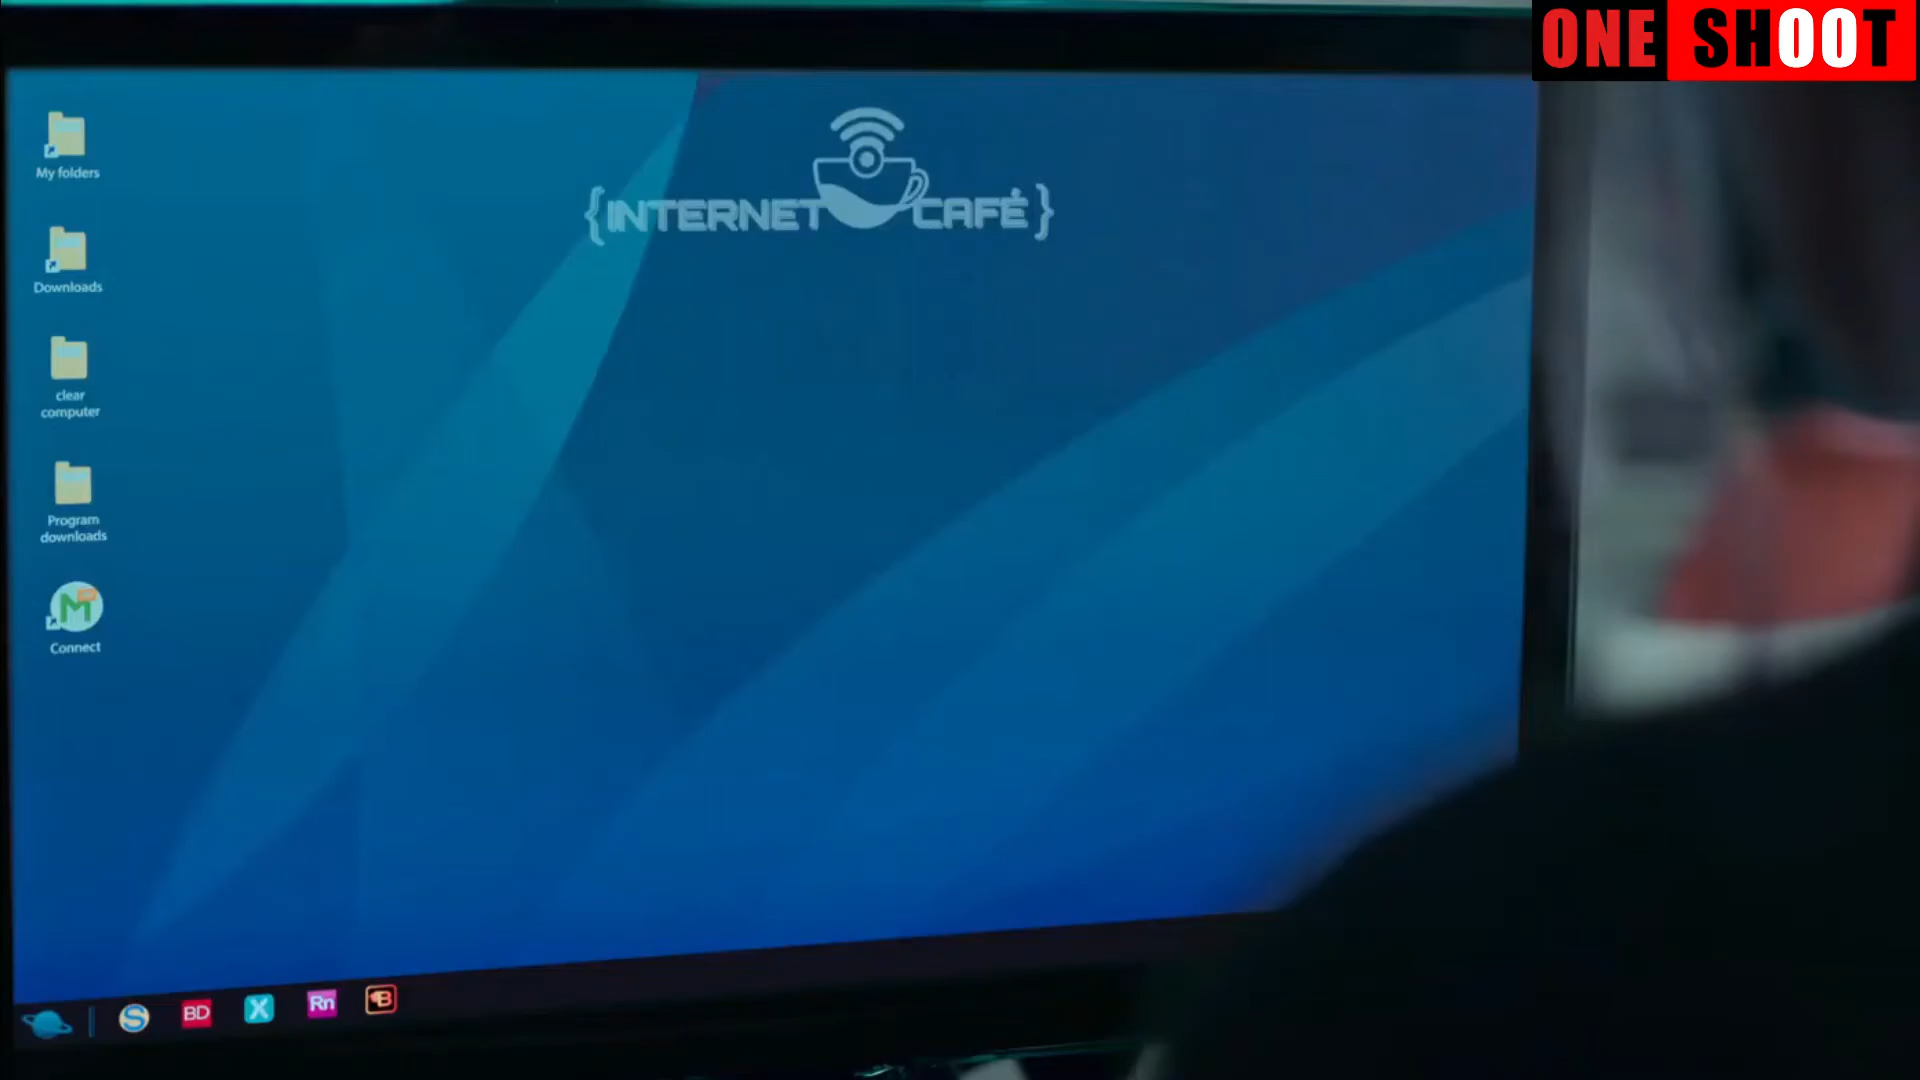 ONE SHOOT
{INTERNET CAFÉ}
My folders
Downloads
clear
computer
Program
downloads
M
Connect
S
BD
X
Rn
B